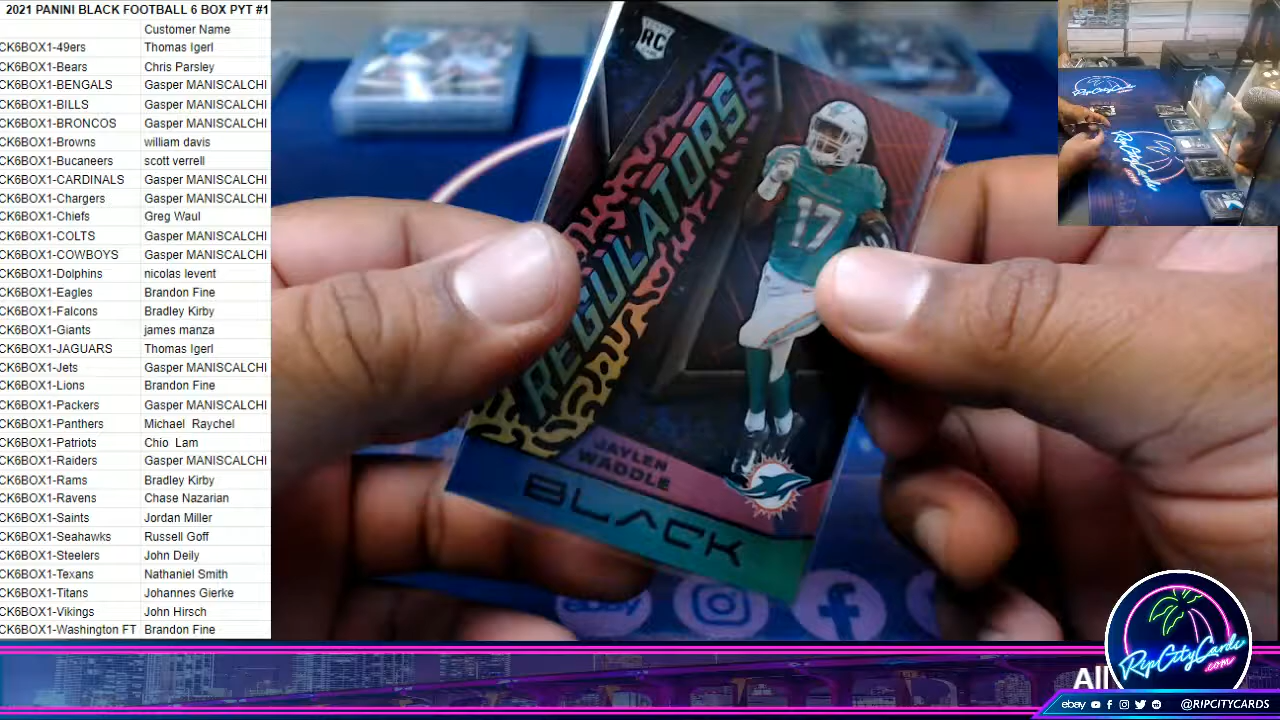 2021 PANINI BLACK FOOTBALL 6 BOX PYT #1
Customer Name
CK6BOX1-49ers Thomas Igerl
CK6BOX1-Bears Chris Parsley
CK6BOX1-BENGALS Gasper MANISCALCHI
CK6BOX1-BILLS Gasper MANISCALCHI
CK6BOX1-BRONCOS Gasper MANISCALCHI
CK6BOX1-Browns william davis
CK6BOX1-Bucaneers scott verrell
CK6BOX1-CARDINALS Gasper MANISCALCHI
CK6BOX1-Chargers Gasper MANISCALCHI
CK6BOX1-Chiefs Greg Waul
CK6BOX1-COLTS Gasper MANISCALCHI
CK6BOX1-COWBOYS Gasper MANISCALCHI
CK6BOX1-Dolphins nicolas levent
CK6BOX1-Eagles Brandon Fine
CK6BOX1-Falcons Bradley Kirby
CK6BOX1-Giants james manza
CK6BOX1-JAGUARS Thomas Igerl
CK6BOX1-Jets Gasper MANISCALCHI
CK6BOX1-Lions Brandon Fine
CK6BOX1-Packers Gasper MANISCALCHI
CK6BOX1-Panthers Michael Raychel
CK6BOX1-Patriots Chio Lam
CK6BOX1-Raiders Gasper MANISCALCHI
CK6BOX1-Rams Bradley Kirby
CK6BOX1-Ravens Chase Nazarian
CK6BOX1-Saints Jordan Miller
CK6BOX1-Seahawks Russell Goff
CK6BOX1-Steelers John Deily
CK6BOX1-Texans Nathaniel Smith
CK6BOX1-Titans Johannes Gierke
CK6BOX1-Vikings John Hirsch
CK6BOX1-Washington FT Brandon Fine
RC
REGULATORS
17
JAYLEN
WADDLE
BLACK
ebay
All
RipCityCards
.com
ebay @RIPCITYCARDS